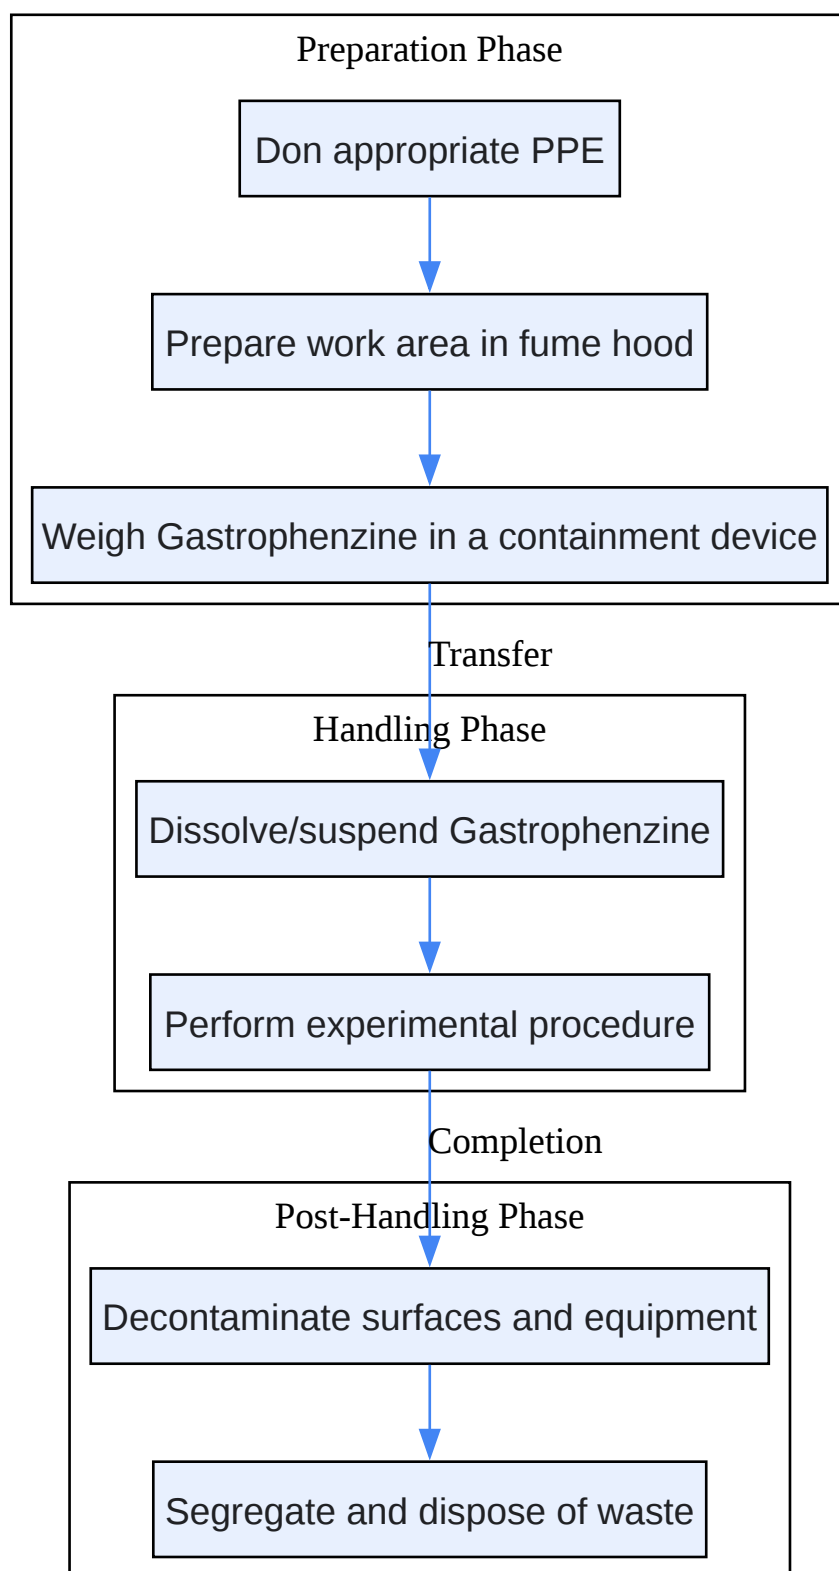 Preparation Phase
Don appropriate PPE
Prepare work area in fume hood
Weigh Gastrophenzine in a containment device
Transfer
Handling Phase
Dissolve/suspend Gastrophenzine
Perform experimental procedure
Completion
Post-Handling Phase
Decontaminate surfaces and equipment
Segregate and dispose of waste